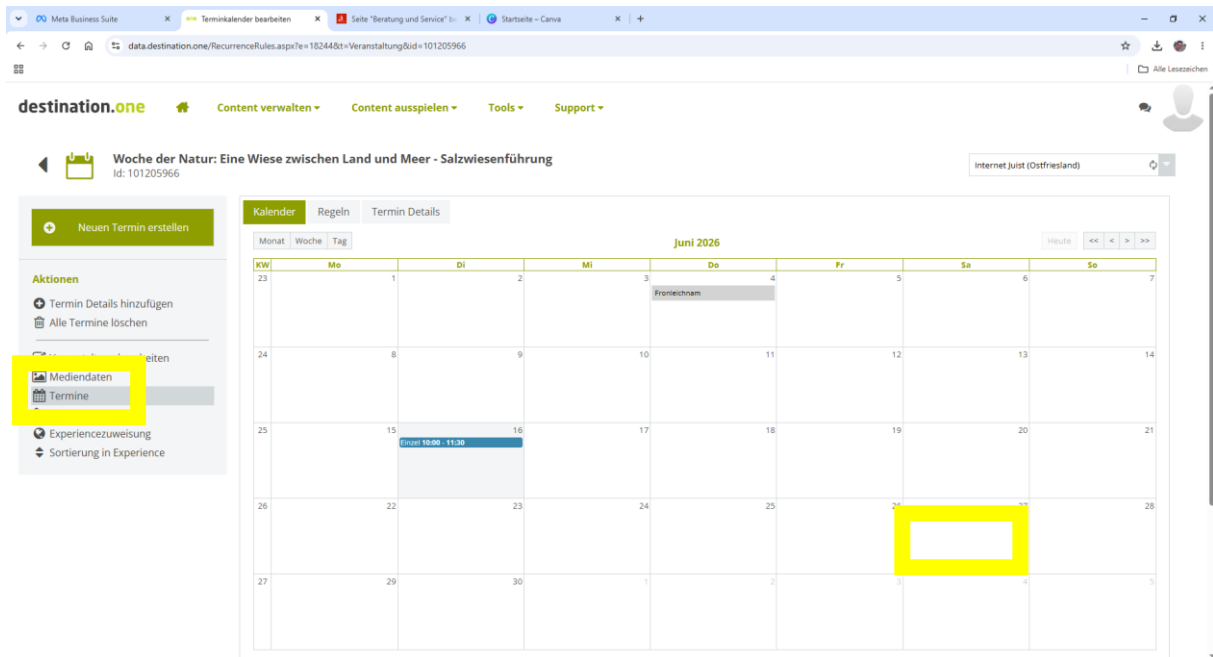 Meta Business Suite
Terminkalender bearbeiten
Seite "Beratung und Service" b
Startseite – Canva
data.destination.one/RecurrenceRules.aspx?e=18244&t=Veranstaltung&id=101205966
Alle Lesezeichen
destination.one
Content verwalten
Content ausspielen
Tools
Support
Woche der Natur: Eine Wiese zwischen Land und Meer - Salzwiesenführung
Id: 101205966
Internet Juist (Ostfriesland)
Neuen Termin erstellen
Aktionen
Termin Details hinzufügen
Alle Termine löschen
eiten
Mediendaten
Termine
Experiencezuweisung
Sortierung in Experience
Kalender Regeln Termin Details
Monat Woche Tag
Juni 2026
Heute << < > >>
KW Mo Di Mi Do Fr Sa So
23 1 2 3 4 5 6 7
Fronleichnam
24 8 9 10 11 12 13 14
25 15 16 17 18 19 20 21
Einzel 10:00 - 11:30
26 22 23 24 25 26 27 28
27 29 30 1 2 3 4 5